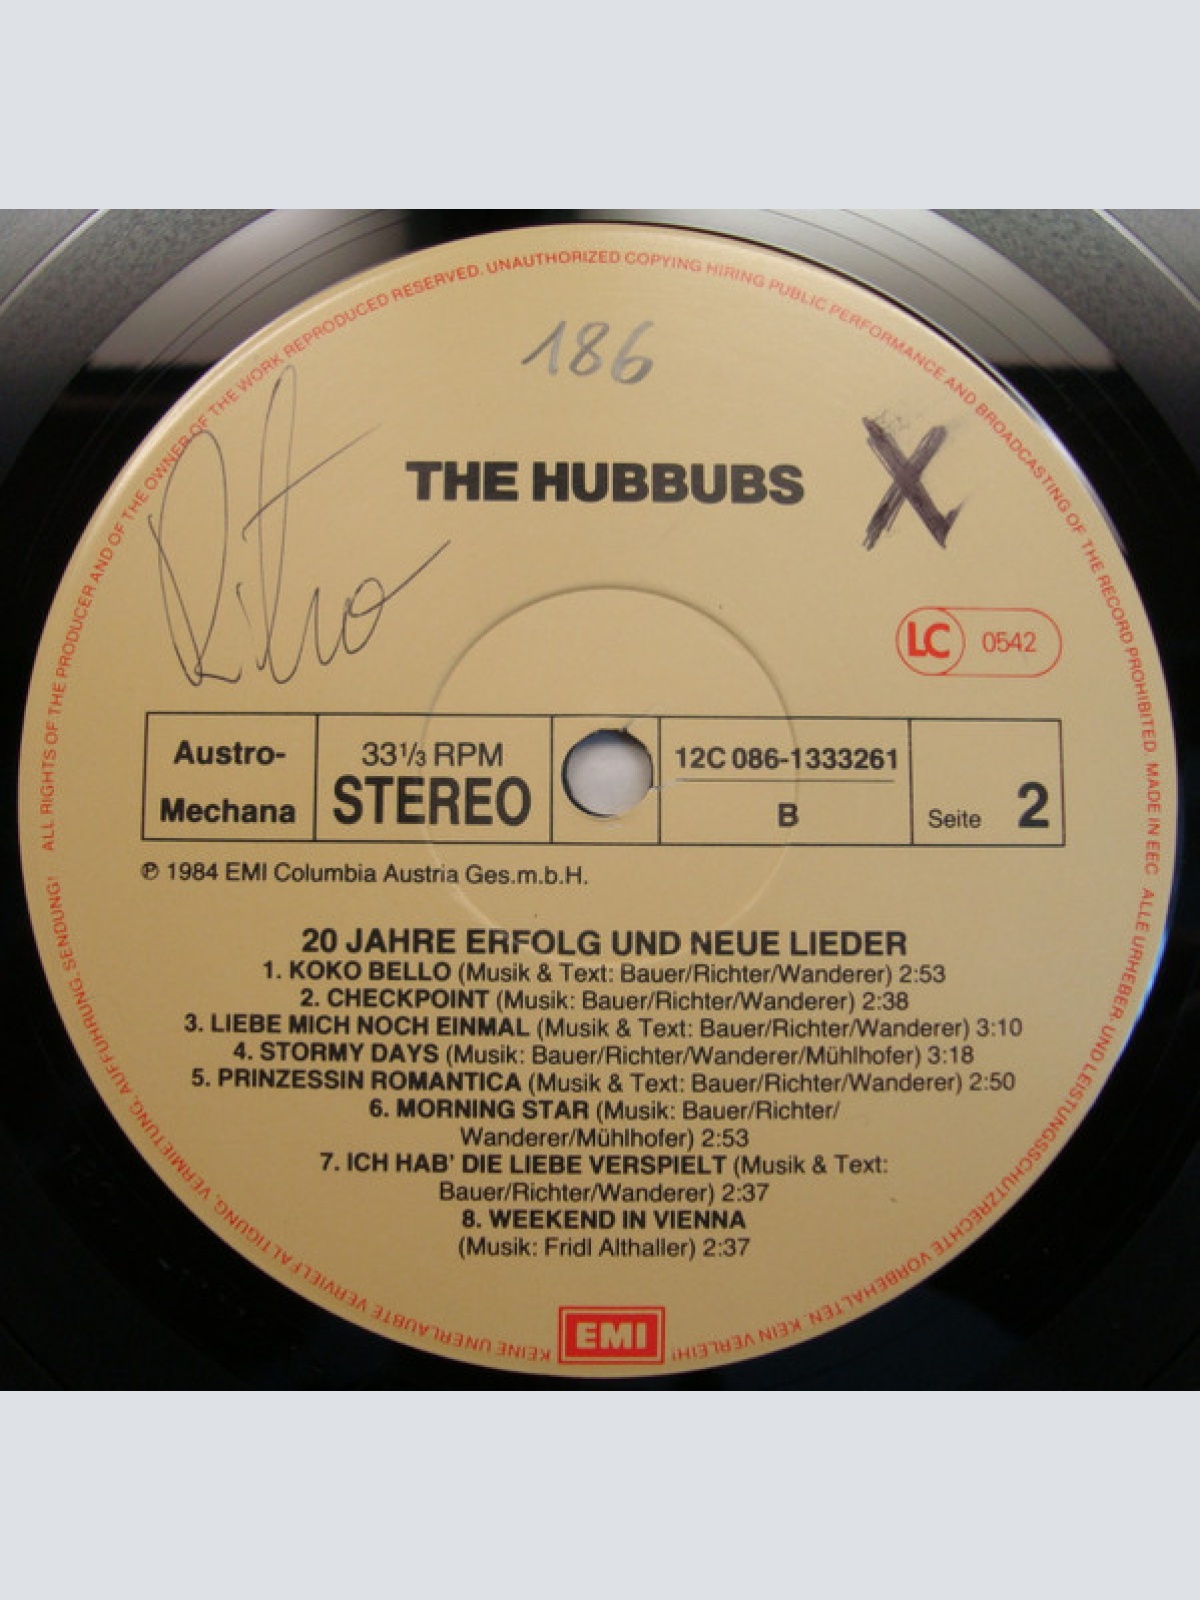 ALL RIGHTS OF THE PRODUCER AND OF THE OWNER OF THE WORK REPRODUCED RESERVED. UNAUTHORIZED COPYING HIRING PUBLIC PERFORMANCE AND BROADCASTING OF THE RECORD PROHIBITED. MADE IN EEC
186
THE HUBBUBS
X
LC 0542
Austro-
Mechana
33 1/3 RPM
STEREO
12C 086-1333261
B
Seite 2
℗ 1984 EMI Columbia Austria Ges.m.b.H.
20 JAHRE ERFOLG UND NEUE LIEDER
1. KOKO BELLO (Musik & Text: Bauer/Richter/Wanderer) 2:53
2. CHECKPOINT (Musik: Bauer/Richter/Wanderer) 2:38
3. LIEBE MICH NOCH EINMAL (Musik & Text: Bauer/Richter/Wanderer) 3:10
4. STORMY DAYS (Musik: Bauer/Richter/Wanderer/Mühlhofer) 3:18
5. PRINZESSIN ROMANTICA (Musik & Text: Bauer/Richter/Wanderer) 2:50
6. MORNING STAR (Musik: Bauer/Richter/
Wanderer/Mühlhofer) 2:53
7. ICH HAB' DIE LIEBE VERSPIELT (Musik & Text:
Bauer/Richter/Wanderer) 2:37
8. WEEKEND IN VIENNA
(Musik: Fridl Althaller) 2:37
EMI
ALLE URHEBER- UND LEISTUNGSSCHUTZRECHTE VORBEHALTEN. KEIN VERLEIH! KEINE UNERLAUBTE VERVIELFALTIGUNG, VERMIETUNG, AUFFUHRUNG, SENDUNG!